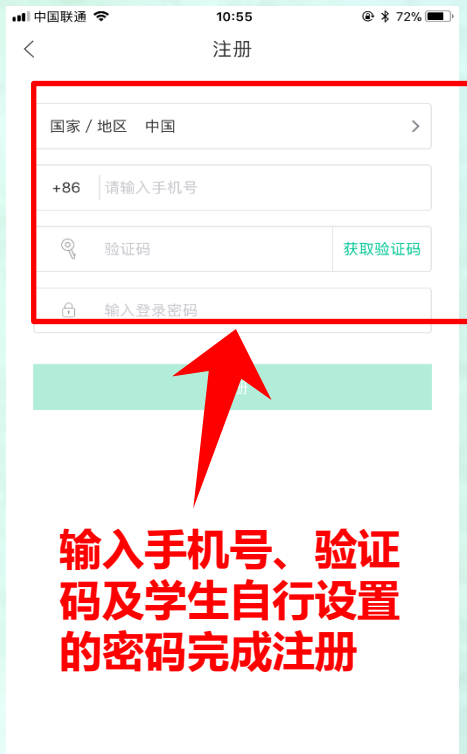 中国联通 10:55 72%
注册
国家 / 地区 中国
+86 请输入手机号
验证码 获取验证码
输入登录密码
册
输入手机号、验证
码及学生自行设置
的密码完成注册